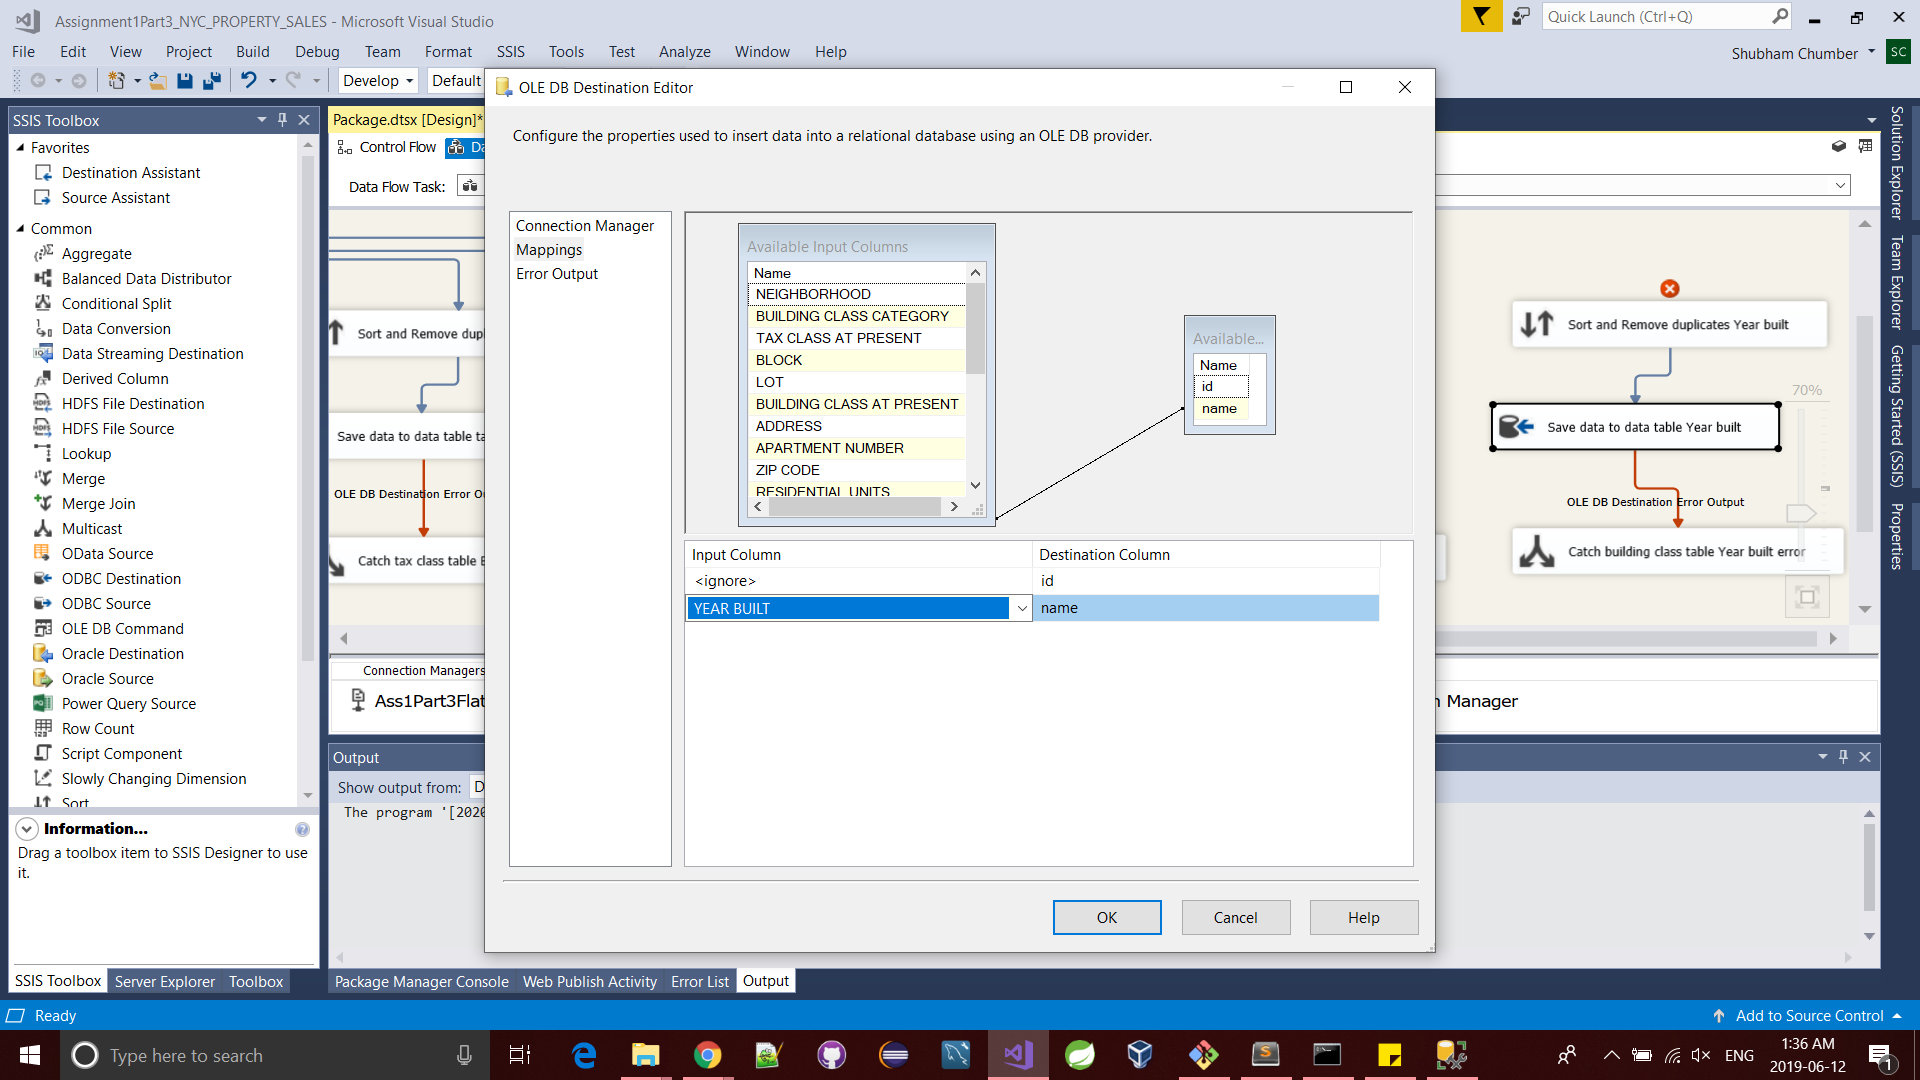 Assignment1Part3_NYC_PROPERTY_SALES - Microsoft Visual Studio
Quick Launch (Ctrl+Q)
File Edit View Project Build Debug Team Format SSIS Tools Test Analyze Window Help
Shubham Chumber SC
Develop Default
SSIS Toolbox
Favorites
Destination Assistant
Source Assistant
Common
Aggregate
Balanced Data Distributor
Conditional Split
Data Conversion
Data Streaming Destination
Derived Column
HDFS File Destination
HDFS File Source
Lookup
Merge
Merge Join
Multicast
OData Source
ODBC Destination
ODBC Source
OLE DB Command
Oracle Destination
Oracle Source
Power Query Source
Row Count
Script Component
Slowly Changing Dimension
Sort
Information...
Drag a toolbox item to SSIS Designer to use
it.
SSIS Toolbox Server Explorer Toolbox
Package.dtsx [Design]*
Control Flow Da
Data Flow Task:
Sort and Remove dupl
Save data to data table ta
OLE DB Destination Error Ou
Catch tax class table E
Connection Managers
Ass1Part3Flat
Output
Show output from: D
The program '[2020
Package Manager Console Web Publish Activity Error List Output
OLE DB Destination Editor
Configure the properties used to insert data into a relational database using an OLE DB provider.
Connection Manager
Mappings
Error Output
Available Input Columns
Name
NEIGHBORHOOD
BUILDING CLASS CATEGORY
TAX CLASS AT PRESENT
BLOCK
LOT
BUILDING CLASS AT PRESENT
ADDRESS
APARTMENT NUMBER
ZIP CODE
RESIDENTIAL UNITS
Available...
Name
id
name
Input Column Destination Column
<ignore> id
YEAR BUILT name
OK Cancel Help
Sort and Remove duplicates Year built
70%
Save data to data table Year built
OLE DB Destination Error Output
Catch building class table Year built error
n Manager
Solution Explorer
Team Explorer
Getting Started (SSIS)
Properties
Ready
Add to Source Control
Type here to search
ENG
1:36 AM
2019-06-12
1